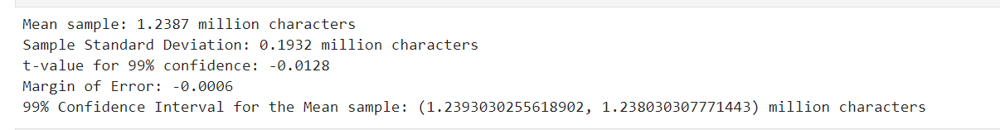 Mean sample: 1.2387 million characters
Sample Standard Deviation: 0.1932 million characters
t-value for 99% confidence: -0.0128
Margin of Error: -0.0006
99% Confidence Interval for the Mean sample: (1.2393030255618902, 1.238030307771443) million characters